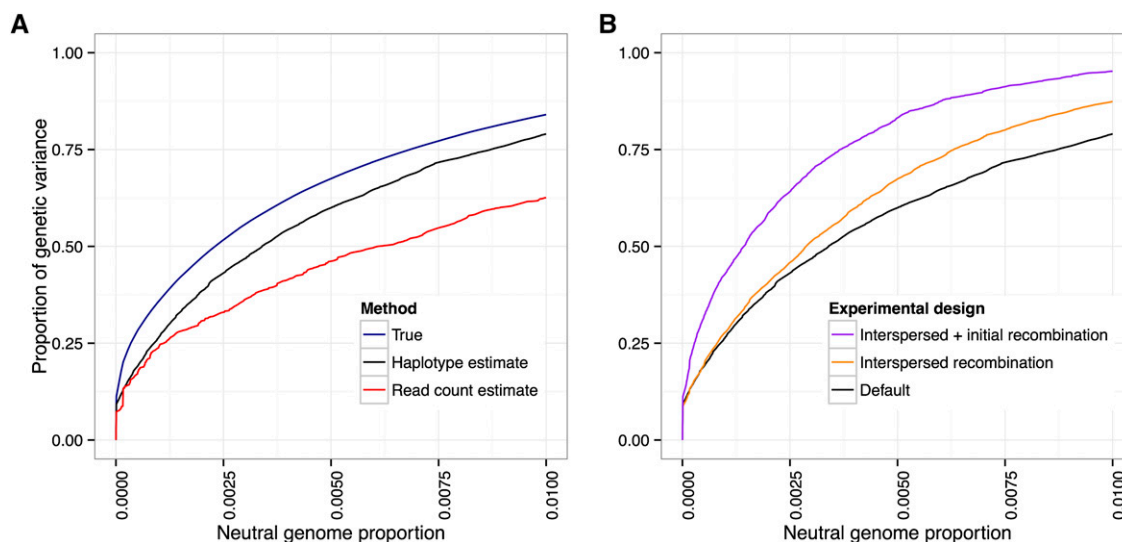 A
Proportion of genetic variance
1.00
0.75
0.50
0.25
0.00
Method
True
Haplotype estimate
Read count estimate
0.0000
0.0025
0.0050
0.0075
0.0100
Neutral genome proportion
B
1.00
0.75
0.50
0.25
0.00
Experimental design
Interspersed + initial recombination
Interspersed recombination
Default
0.0000
0.0025
0.0050
0.0075
0.0100
Neutral genome proportion